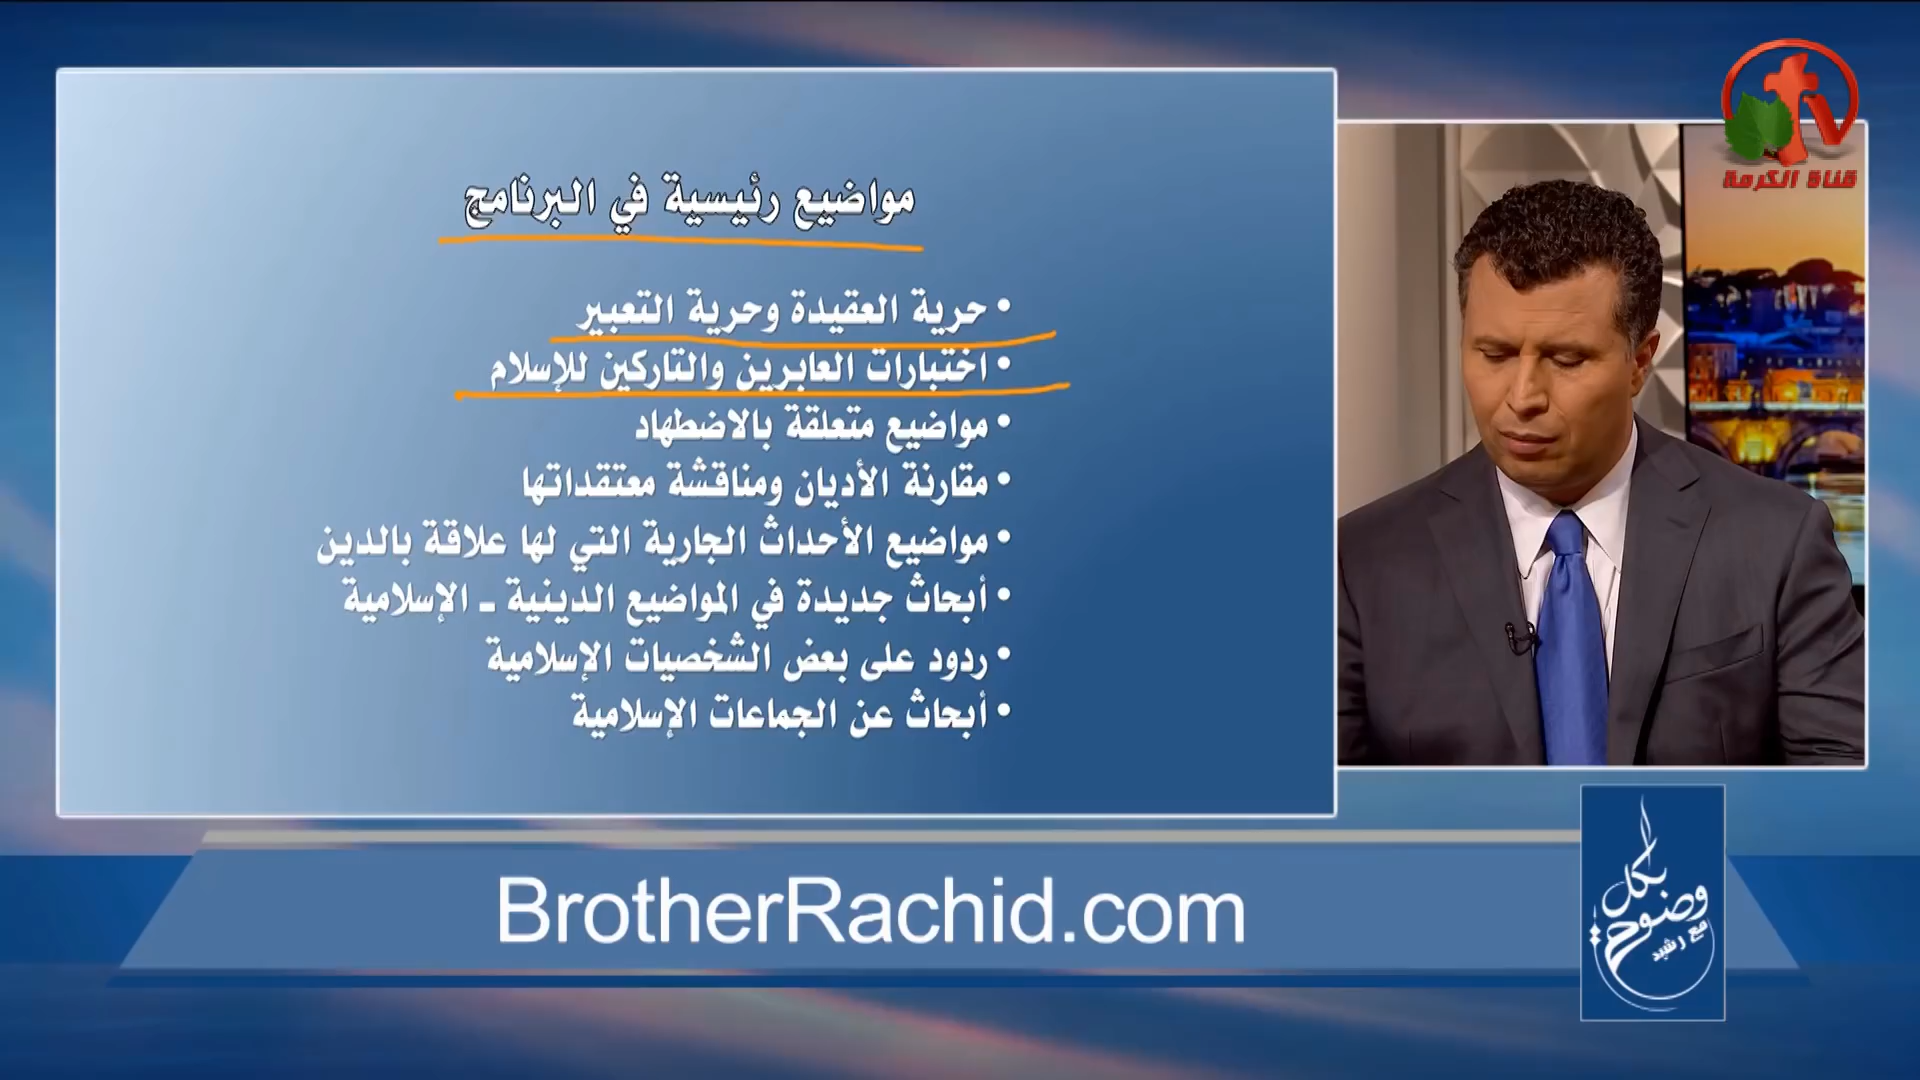 قناة الكرمة
مواضيع رئيسية في البرنامج
• حرية العقيدة وحرية التعبير
• اختبارات العابرين والتاركين للإسلام
• مواضيع متعلقة بالاضطهاد
• مقارنة الأديان ومناقشة معتقداتها
• مواضيع الأحداث الجارية التي لها علاقة بالدين
• أبحاث جديدة في المواضيع الدينية ـ الإسلامية
• ردود على بعض الشخصيات الإسلامية
• أبحاث عن الجماعات الإسلامية
BrotherRachid.com
بكل
وضوح
مع رشيد